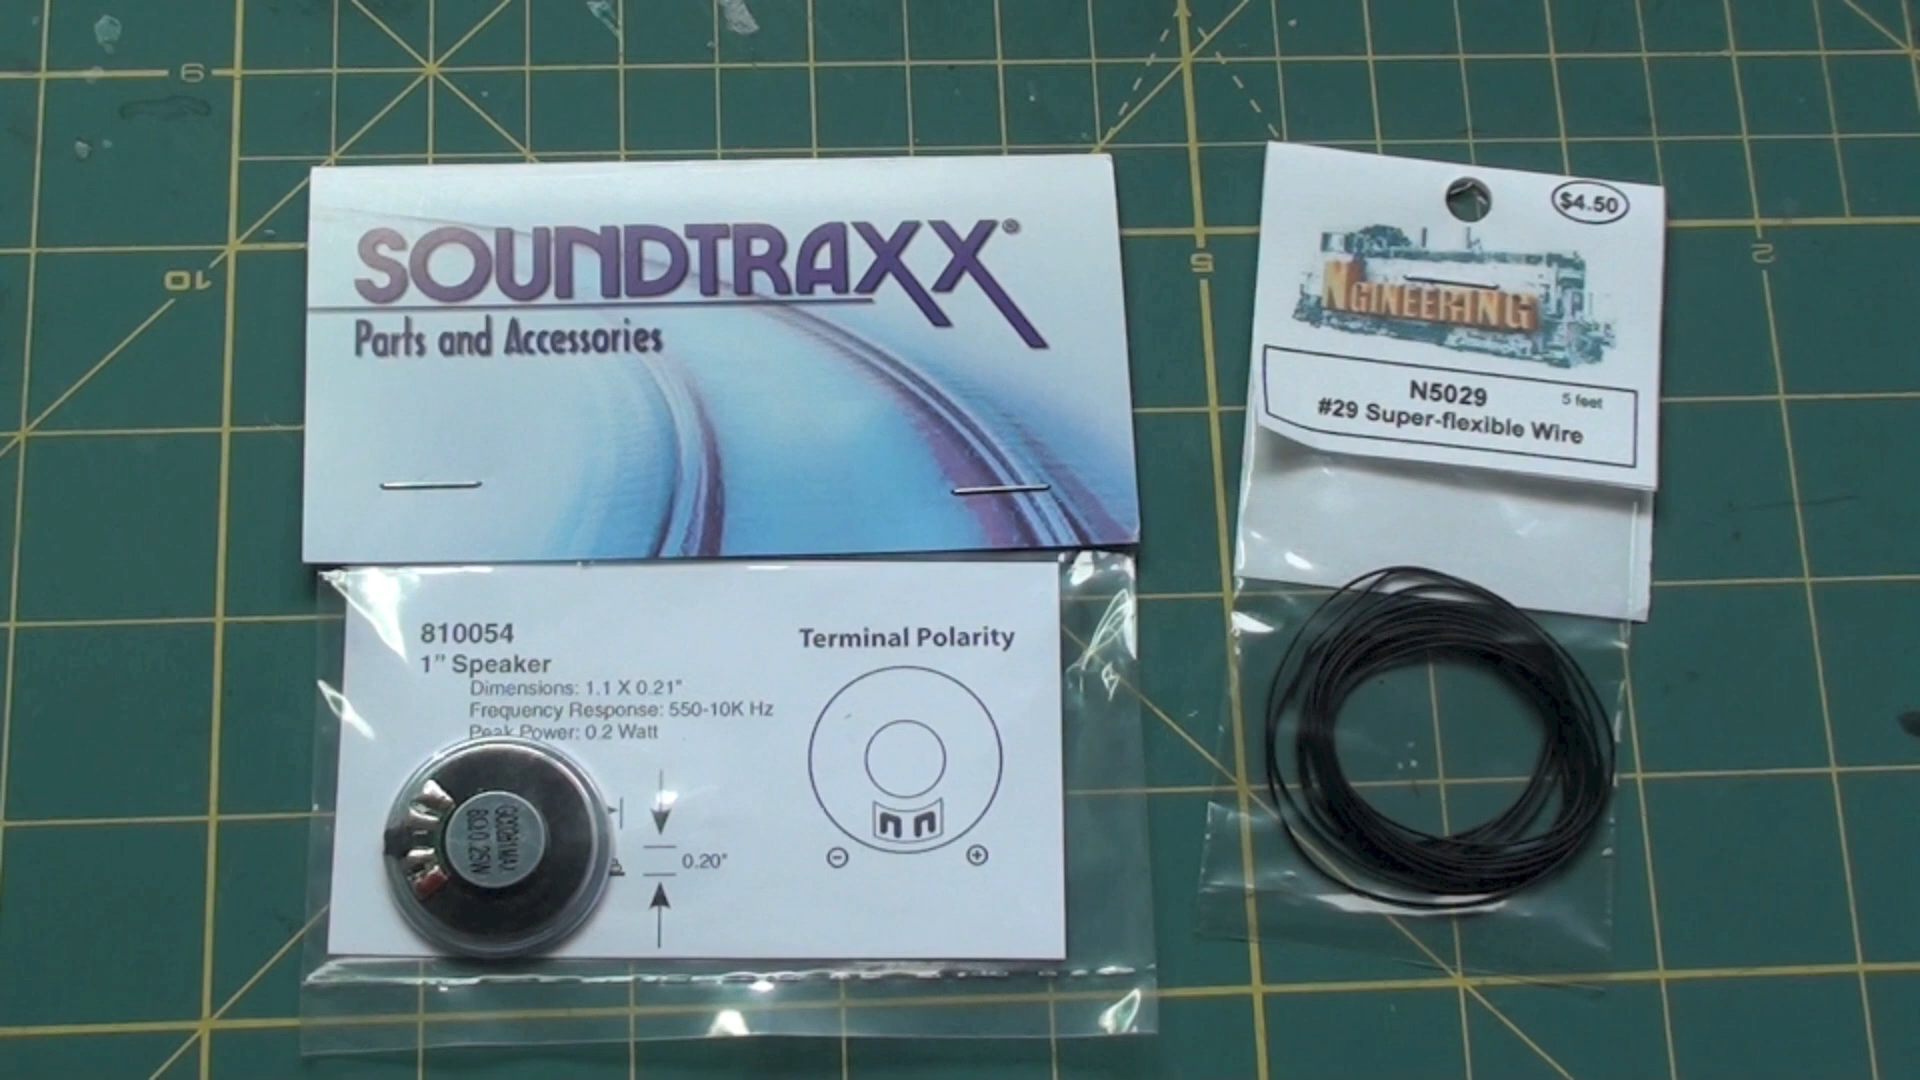 9
10
5
2
SOUNDTRAXX®
Parts and Accessories
810054
1" Speaker
Dimensions: 1.1 X 0.21"
Frequency Response: 550-10K Hz
Peak Power: 0.2 Watt
0.20"
Terminal Polarity
8Ω0.25W
$4.50
NGINEERING
N5029 5 feet
#29 Super-flexible Wire